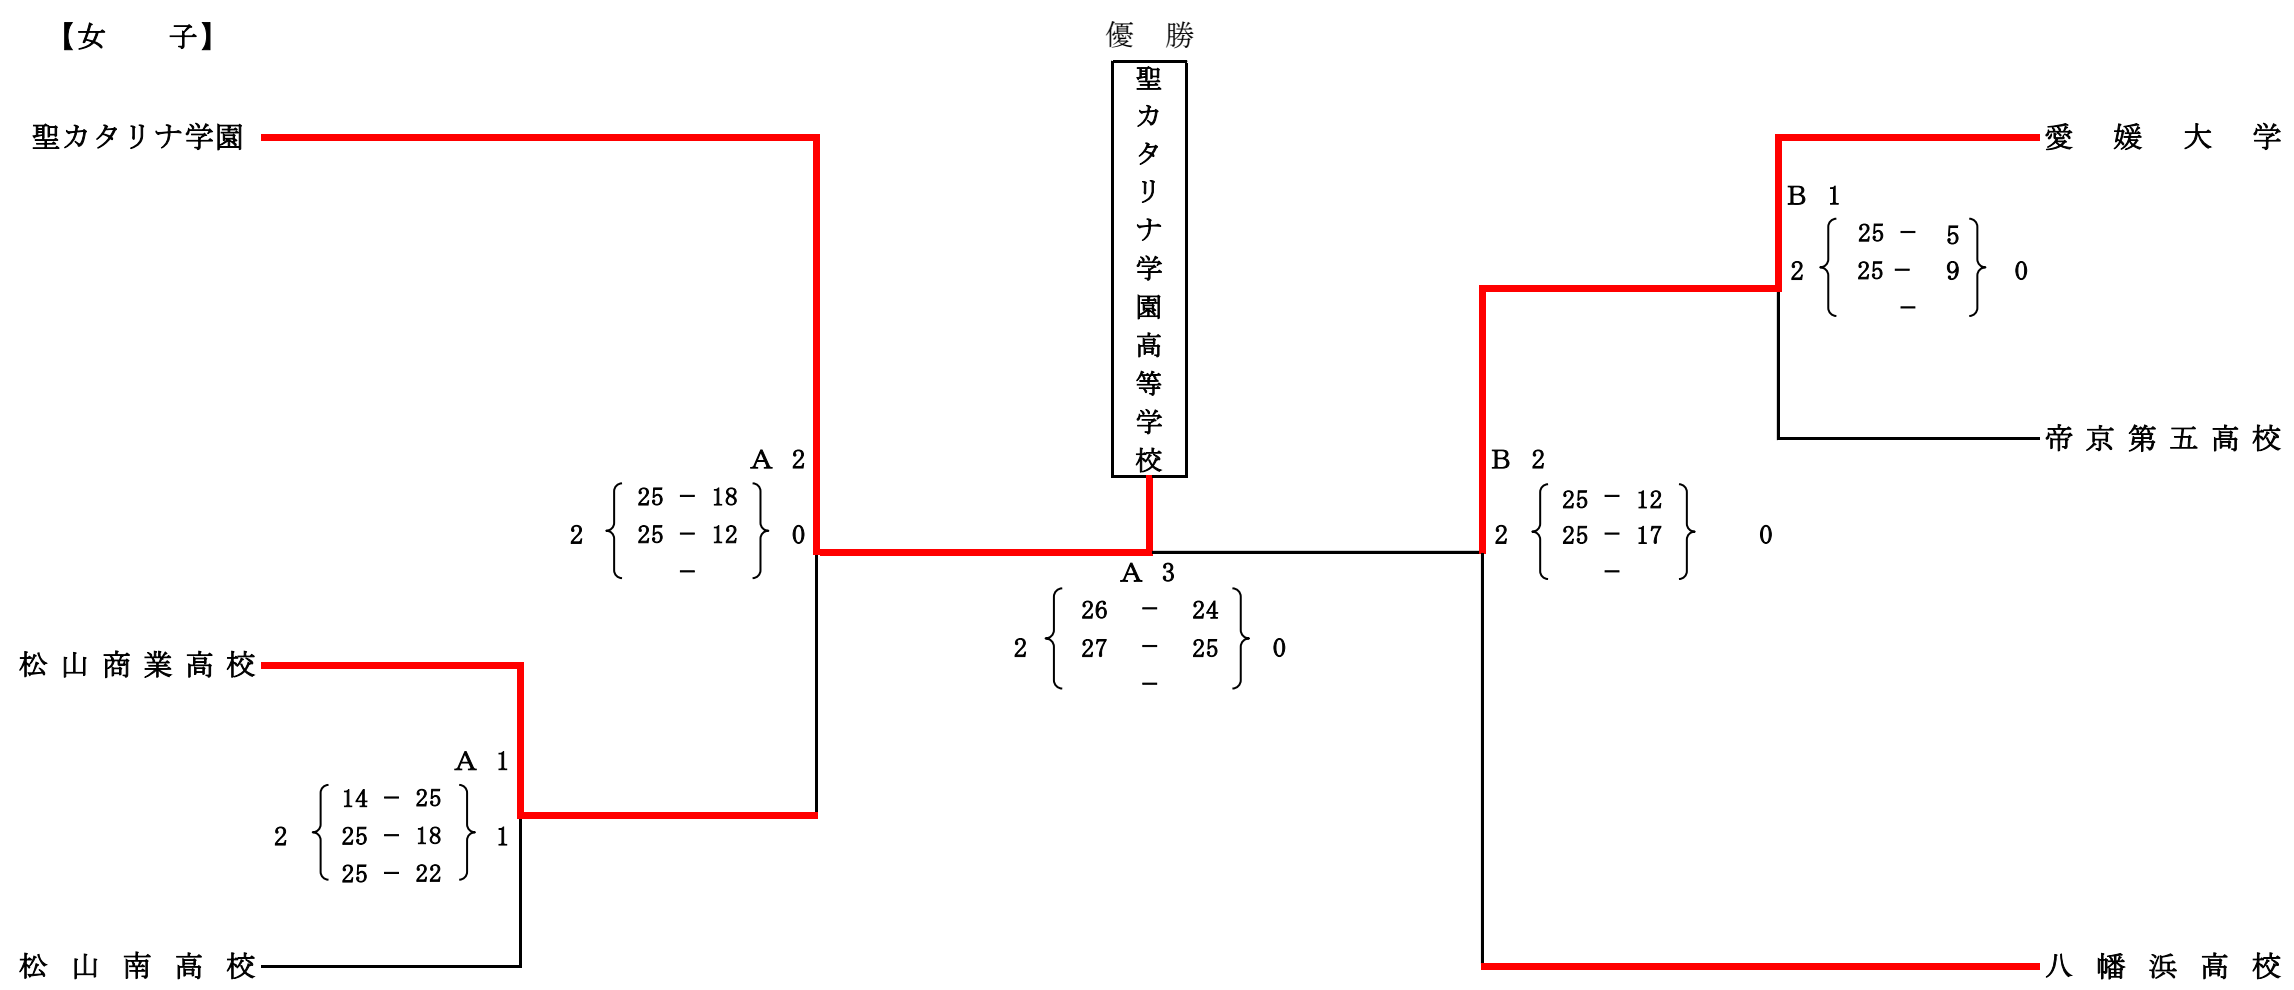 【女　子】
優　勝
聖カタリナ学園高等学校
聖カタリナ学園
松山商業高校
松山南高校
愛媛大学
帝京第五高校
八幡浜高校
A 1
14 － 25
2 25 － 18 1
25 － 22
A 2
25 － 18
2 25 － 12 0
－
A 3
26 － 24
2 27 － 25 0
－
B 1
25 － 5
2 25 － 9 0
－
B 2
25 － 12
2 25 － 17 0
－